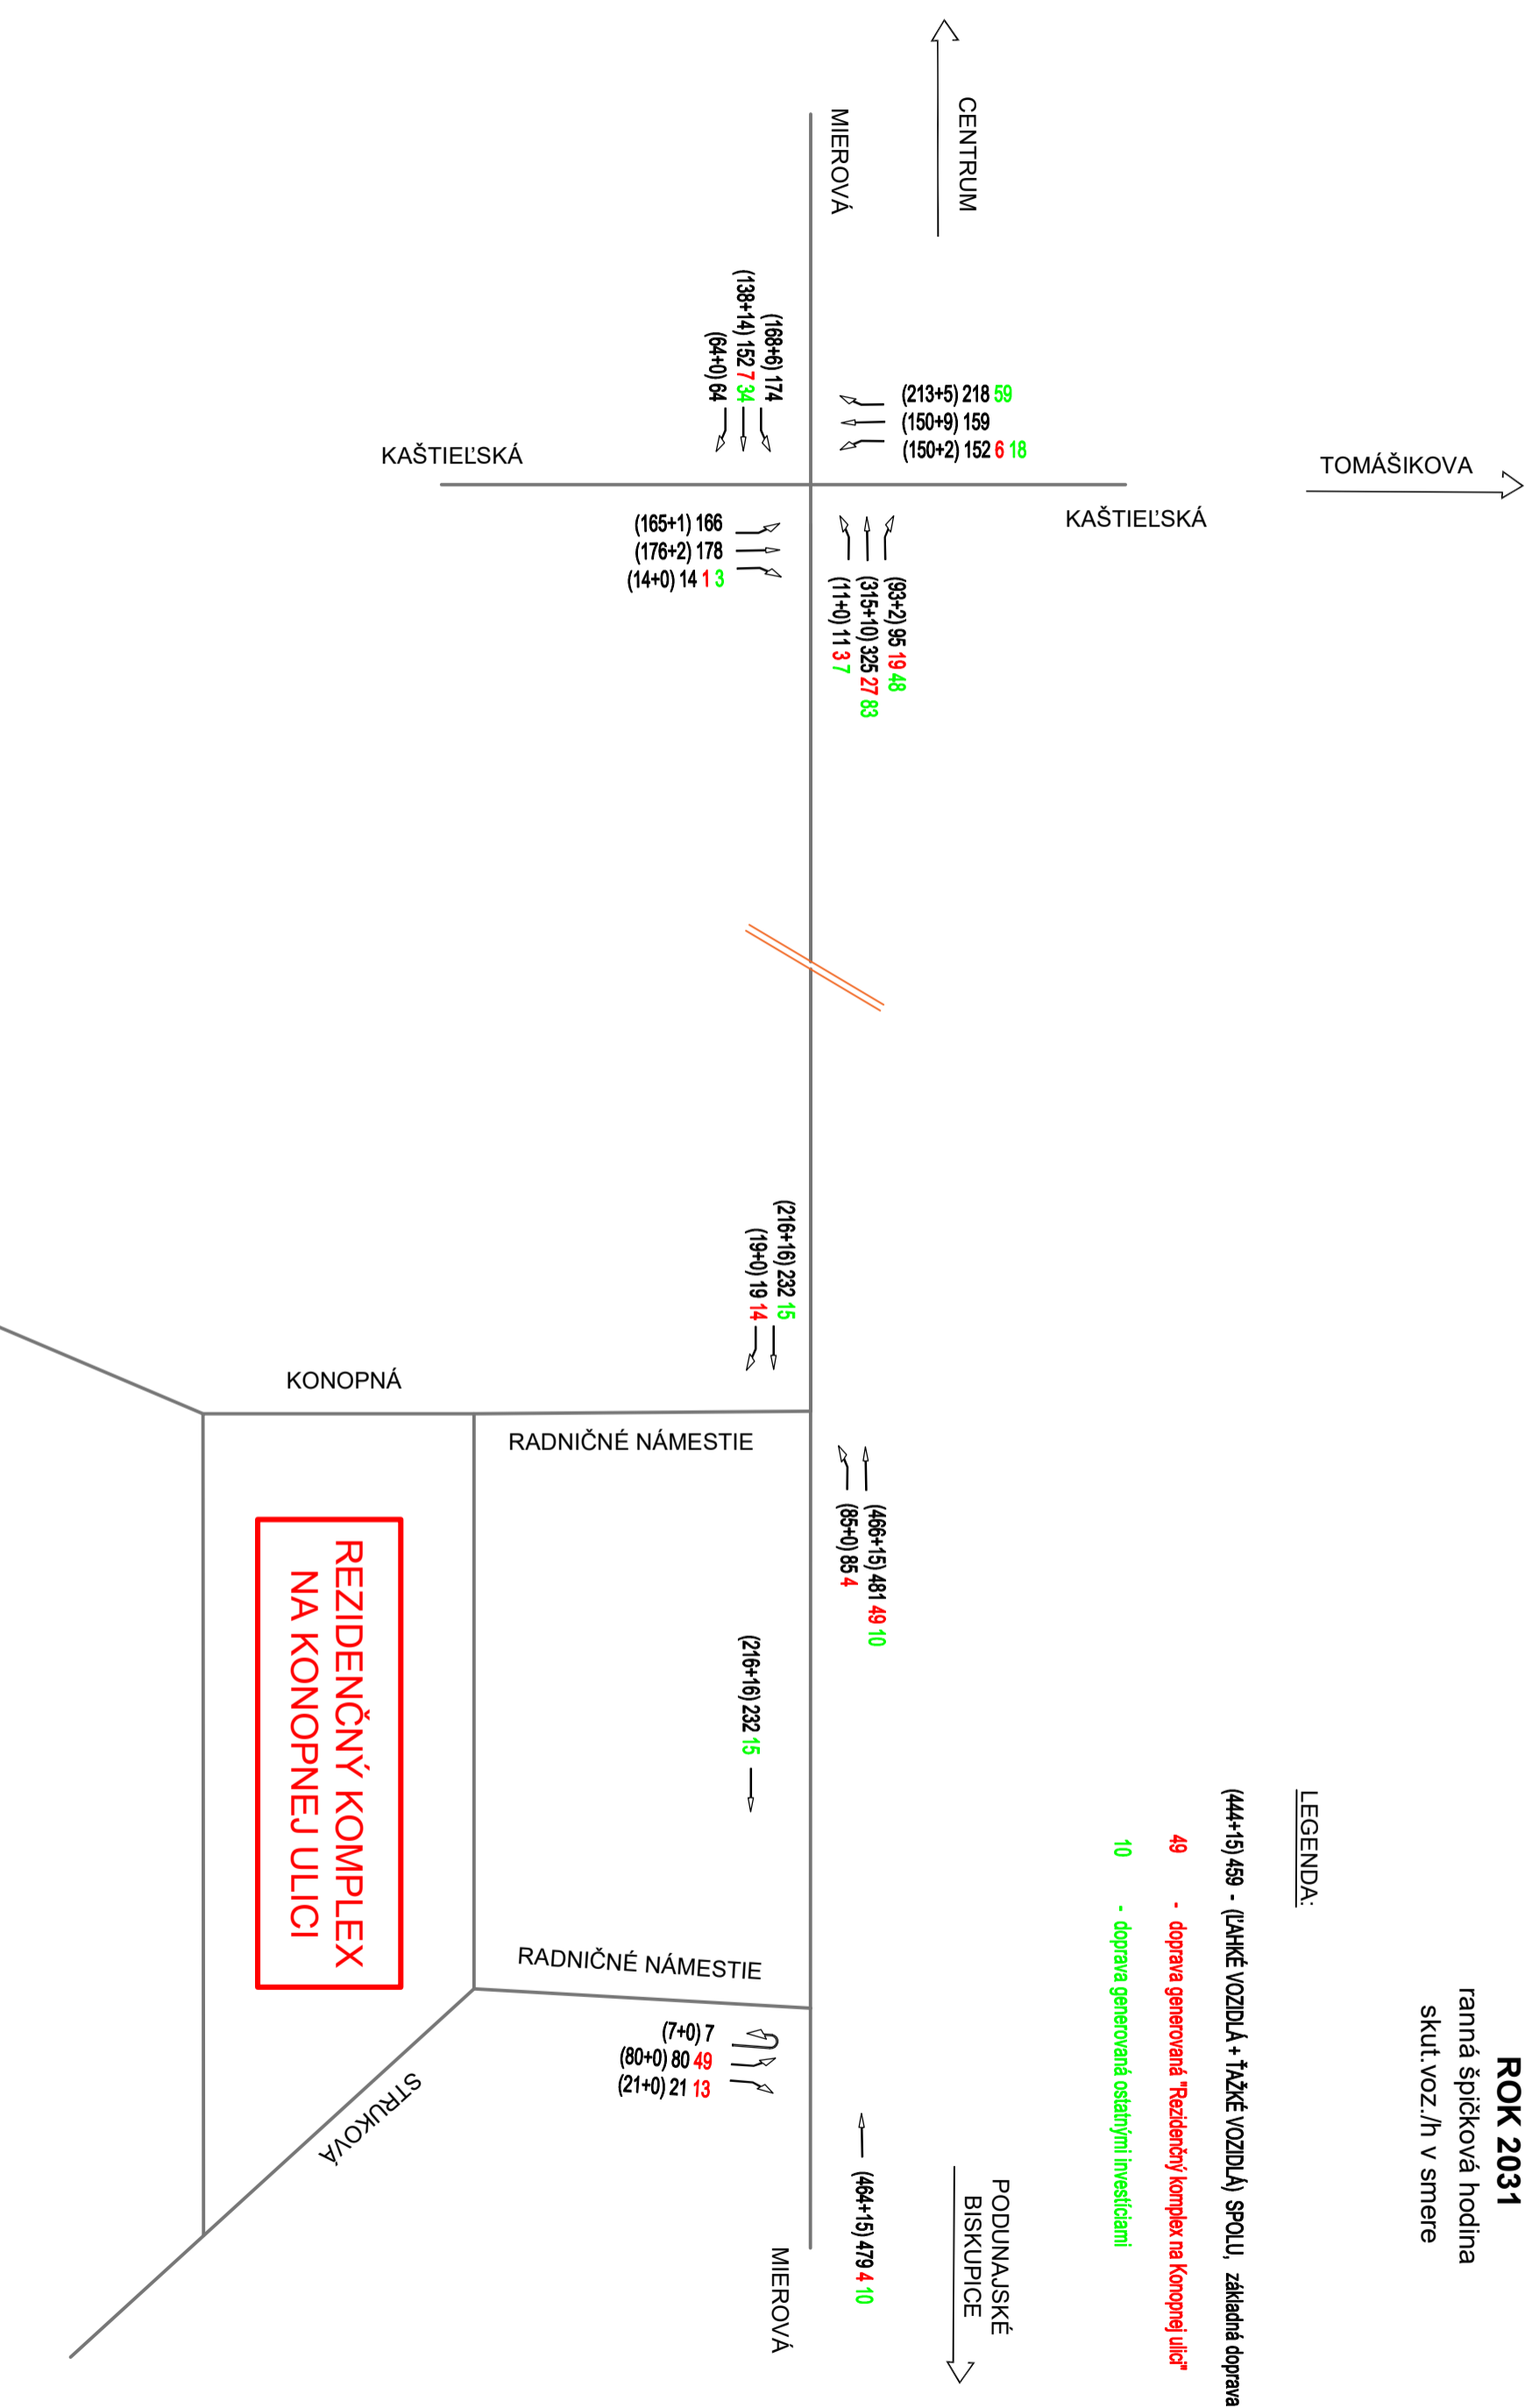 ROK 2031
ranná špičková hodina
skut.voz./h v smere
LEGENDA:
(444+15) 459 - (ĽAHKÉ VOZIDLÁ + ŤAŽKÉ VOZIDLÁ) SPOLU, základná doprava
49 - doprava generovaná "Rezidenčný komplex na Konopnej ulici"
10 - doprava generovaná ostatnými investíciami
CENTRUM
MIEROVÁ
TOMÁŠIKOVA
KAŠTIEĽSKÁ
KAŠTIEĽSKÁ
(213+5) 218 59
(150+9) 159
(150+2) 152 6 18
(168+6) 174
(138+14) 152 7 34
(64+0) 64
(165+1) 166
(176+2) 178
(14+0) 14 1 3
(93+2) 95 19 48
(315+10) 325 27 83
(11+0) 11 3 7
(216+16) 232 15
(19+0) 19 14
KONOPNÁ
RADNIČNÉ NÁMESTIE
(466+15) 481 49 10
(85+0) 85 4
(216+16) 232 15
REZIDENČNÝ KOMPLEX
NA KONOPNEJ ULICI
RADNIČNÉ NÁMESTIE
(7+0) 7
(80+0) 80 49
(21+0) 21 13
STRUKOVÁ
(464+15) 479 4 10
PODUNAJSKÉ
BISKUPICE
MIEROVÁ